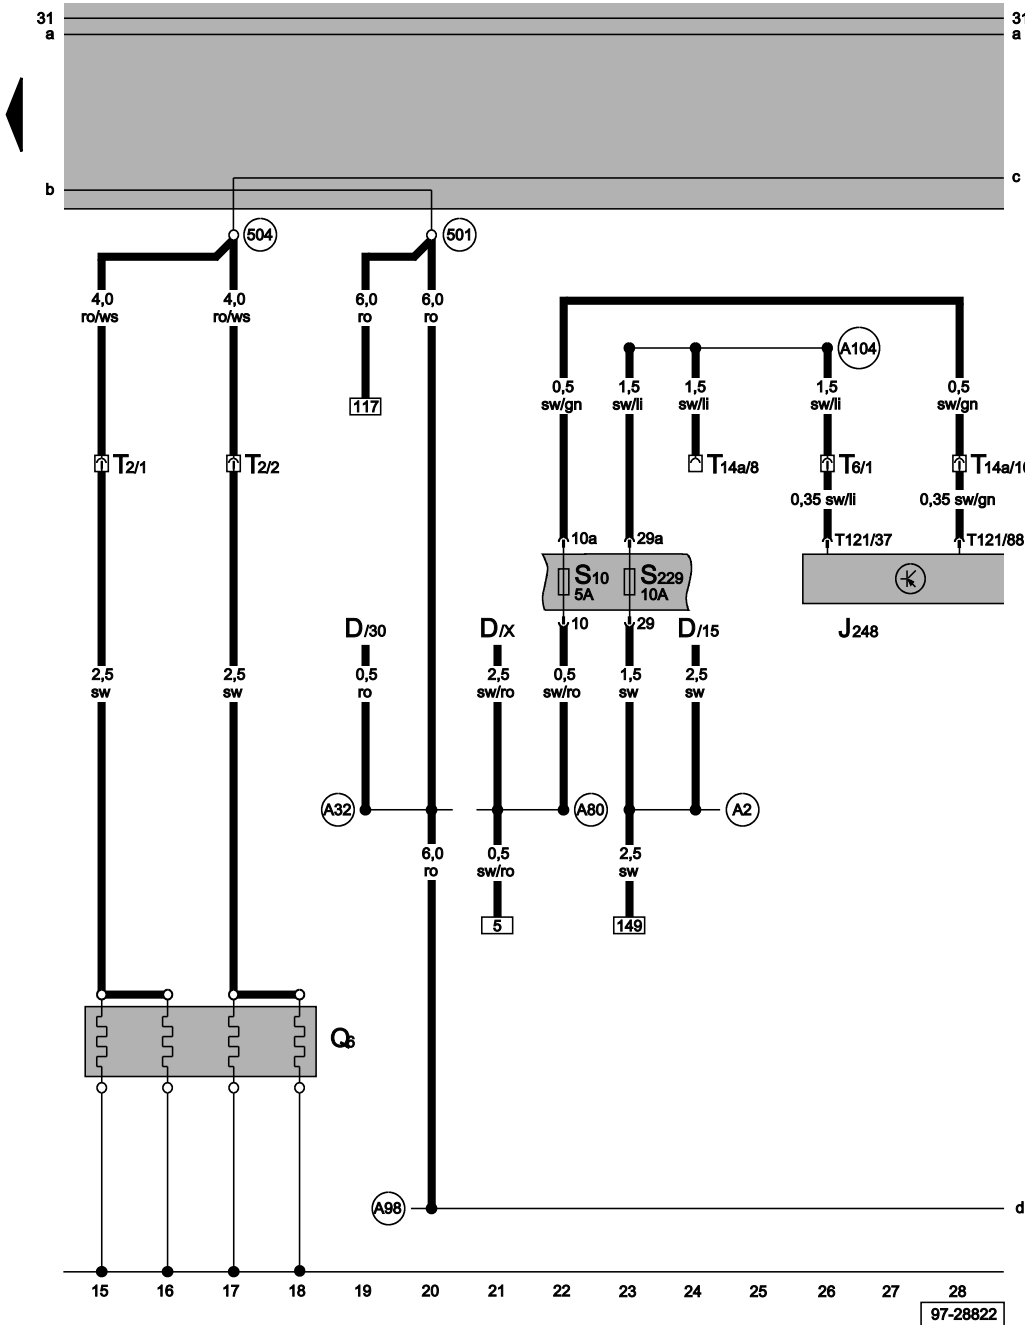 31 31
a a
b c
504 501
4,0 4,0 6,0 6,0
ro/ws ro/ws ro ro
A104
0,5 1,5 1,5 1,5 0,5
sw/gn sw/li sw/li sw/li sw/gn
117
T2/1 T2/2 T14a/8 T6/1 T14a/10
0,35 sw/li 0,35 sw/gn
10a 29a T121/37 T121/88
S10 S229
5A 10A
10 29
D/30 D/X D/15 J248
2,5 2,5 0,5 2,5 0,5 1,5 2,5
sw sw ro sw/ro sw/ro sw sw
A32 A80 A2
6,0 0,5 2,5
ro sw/ro sw
5 149
Q6
A98 d
15 16 17 18 19 20 21 22 23 24 25 26 27 28
97-28822